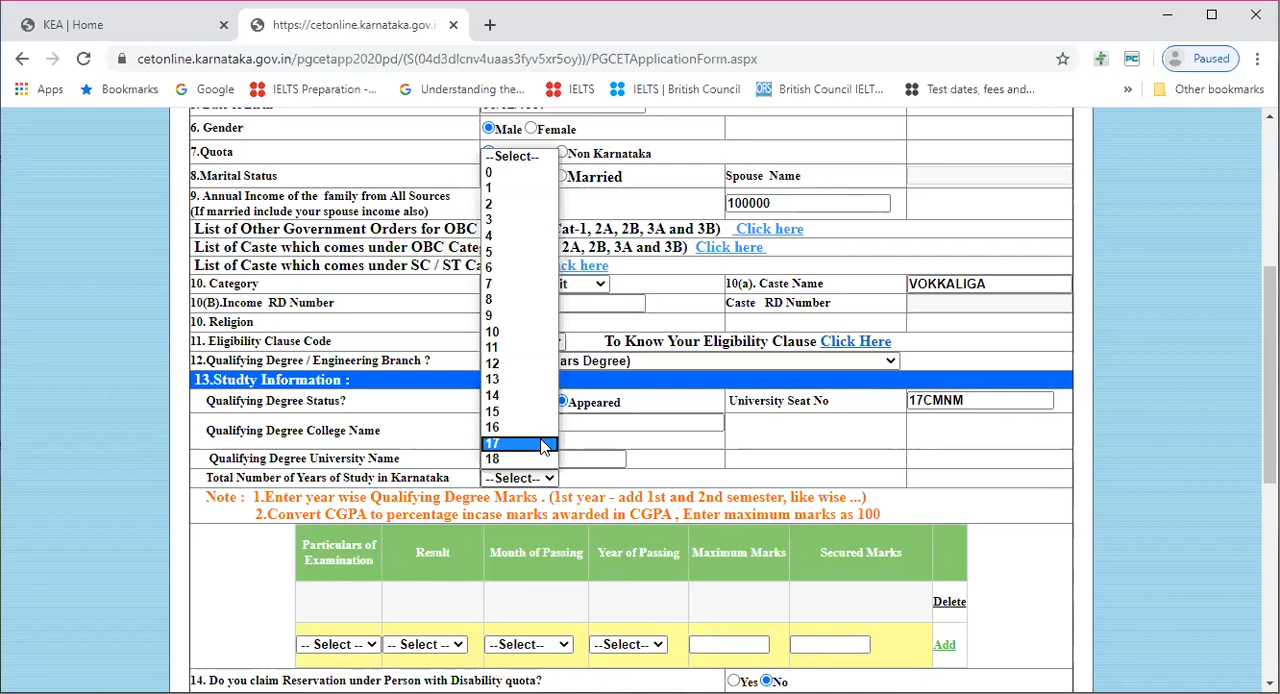 KEA | Home
https://cetonline.karnataka.gov.i
cetonline.karnataka.gov.in/pgcetapp2020pd/(S(04d3dlcnv4uaas3fyv5xr5oy))/PGCETApplicationForm.aspx
Paused
Apps Bookmarks Google IELTS Preparation -... Understanding the... IELTS IELTS | British Council British Council IELT... Test dates, fees and... » Other bookmarks
6. Gender Male Female
7.Quota Non Karnataka
8.Marital Status Married Spouse Name
9. Annual Income of the family from All Sources
(If married include your spouse income also) 100000
List of Other Government Orders for OBC Cat-1, 2A, 2B, 3A and 3B) Click here
List of Caste which comes under OBC Categ 2A, 2B, 3A and 3B) Click here
List of Caste which comes under SC / ST Ca ick here
10. Category it 10(a). Caste Name VOKKALIGA
10(B).Income RD Number Caste RD Number
10. Religion
11. Eligibility Clause Code To Know Your Eligibility Clause Click Here
12.Qualifying Degree / Engineering Branch ? ars Degree)
13.Studty Information :
Qualifying Degree Status? Appeared University Seat No 17CMNM
Qualifying Degree College Name
Qualifying Degree University Name
Total Number of Years of Study in Karnataka --Select--
--Select--
0
1
2
3
4
5
6
7
8
9
10
11
12
13
14
15
16
17
18
Note : 1.Enter year wise Qualifying Degree Marks . (1st year - add 1st and 2nd semester, like wise ...)
2.Convert CGPA to percentage incase marks awarded in CGPA , Enter maximum marks as 100
Particulars of Examination Result Month of Passing Year of Passing Maximum Marks Secured Marks
Delete
-- Select -- -- Select -- --Select-- --Select-- Add
14. Do you claim Reservation under Person with Disability quota? Yes No